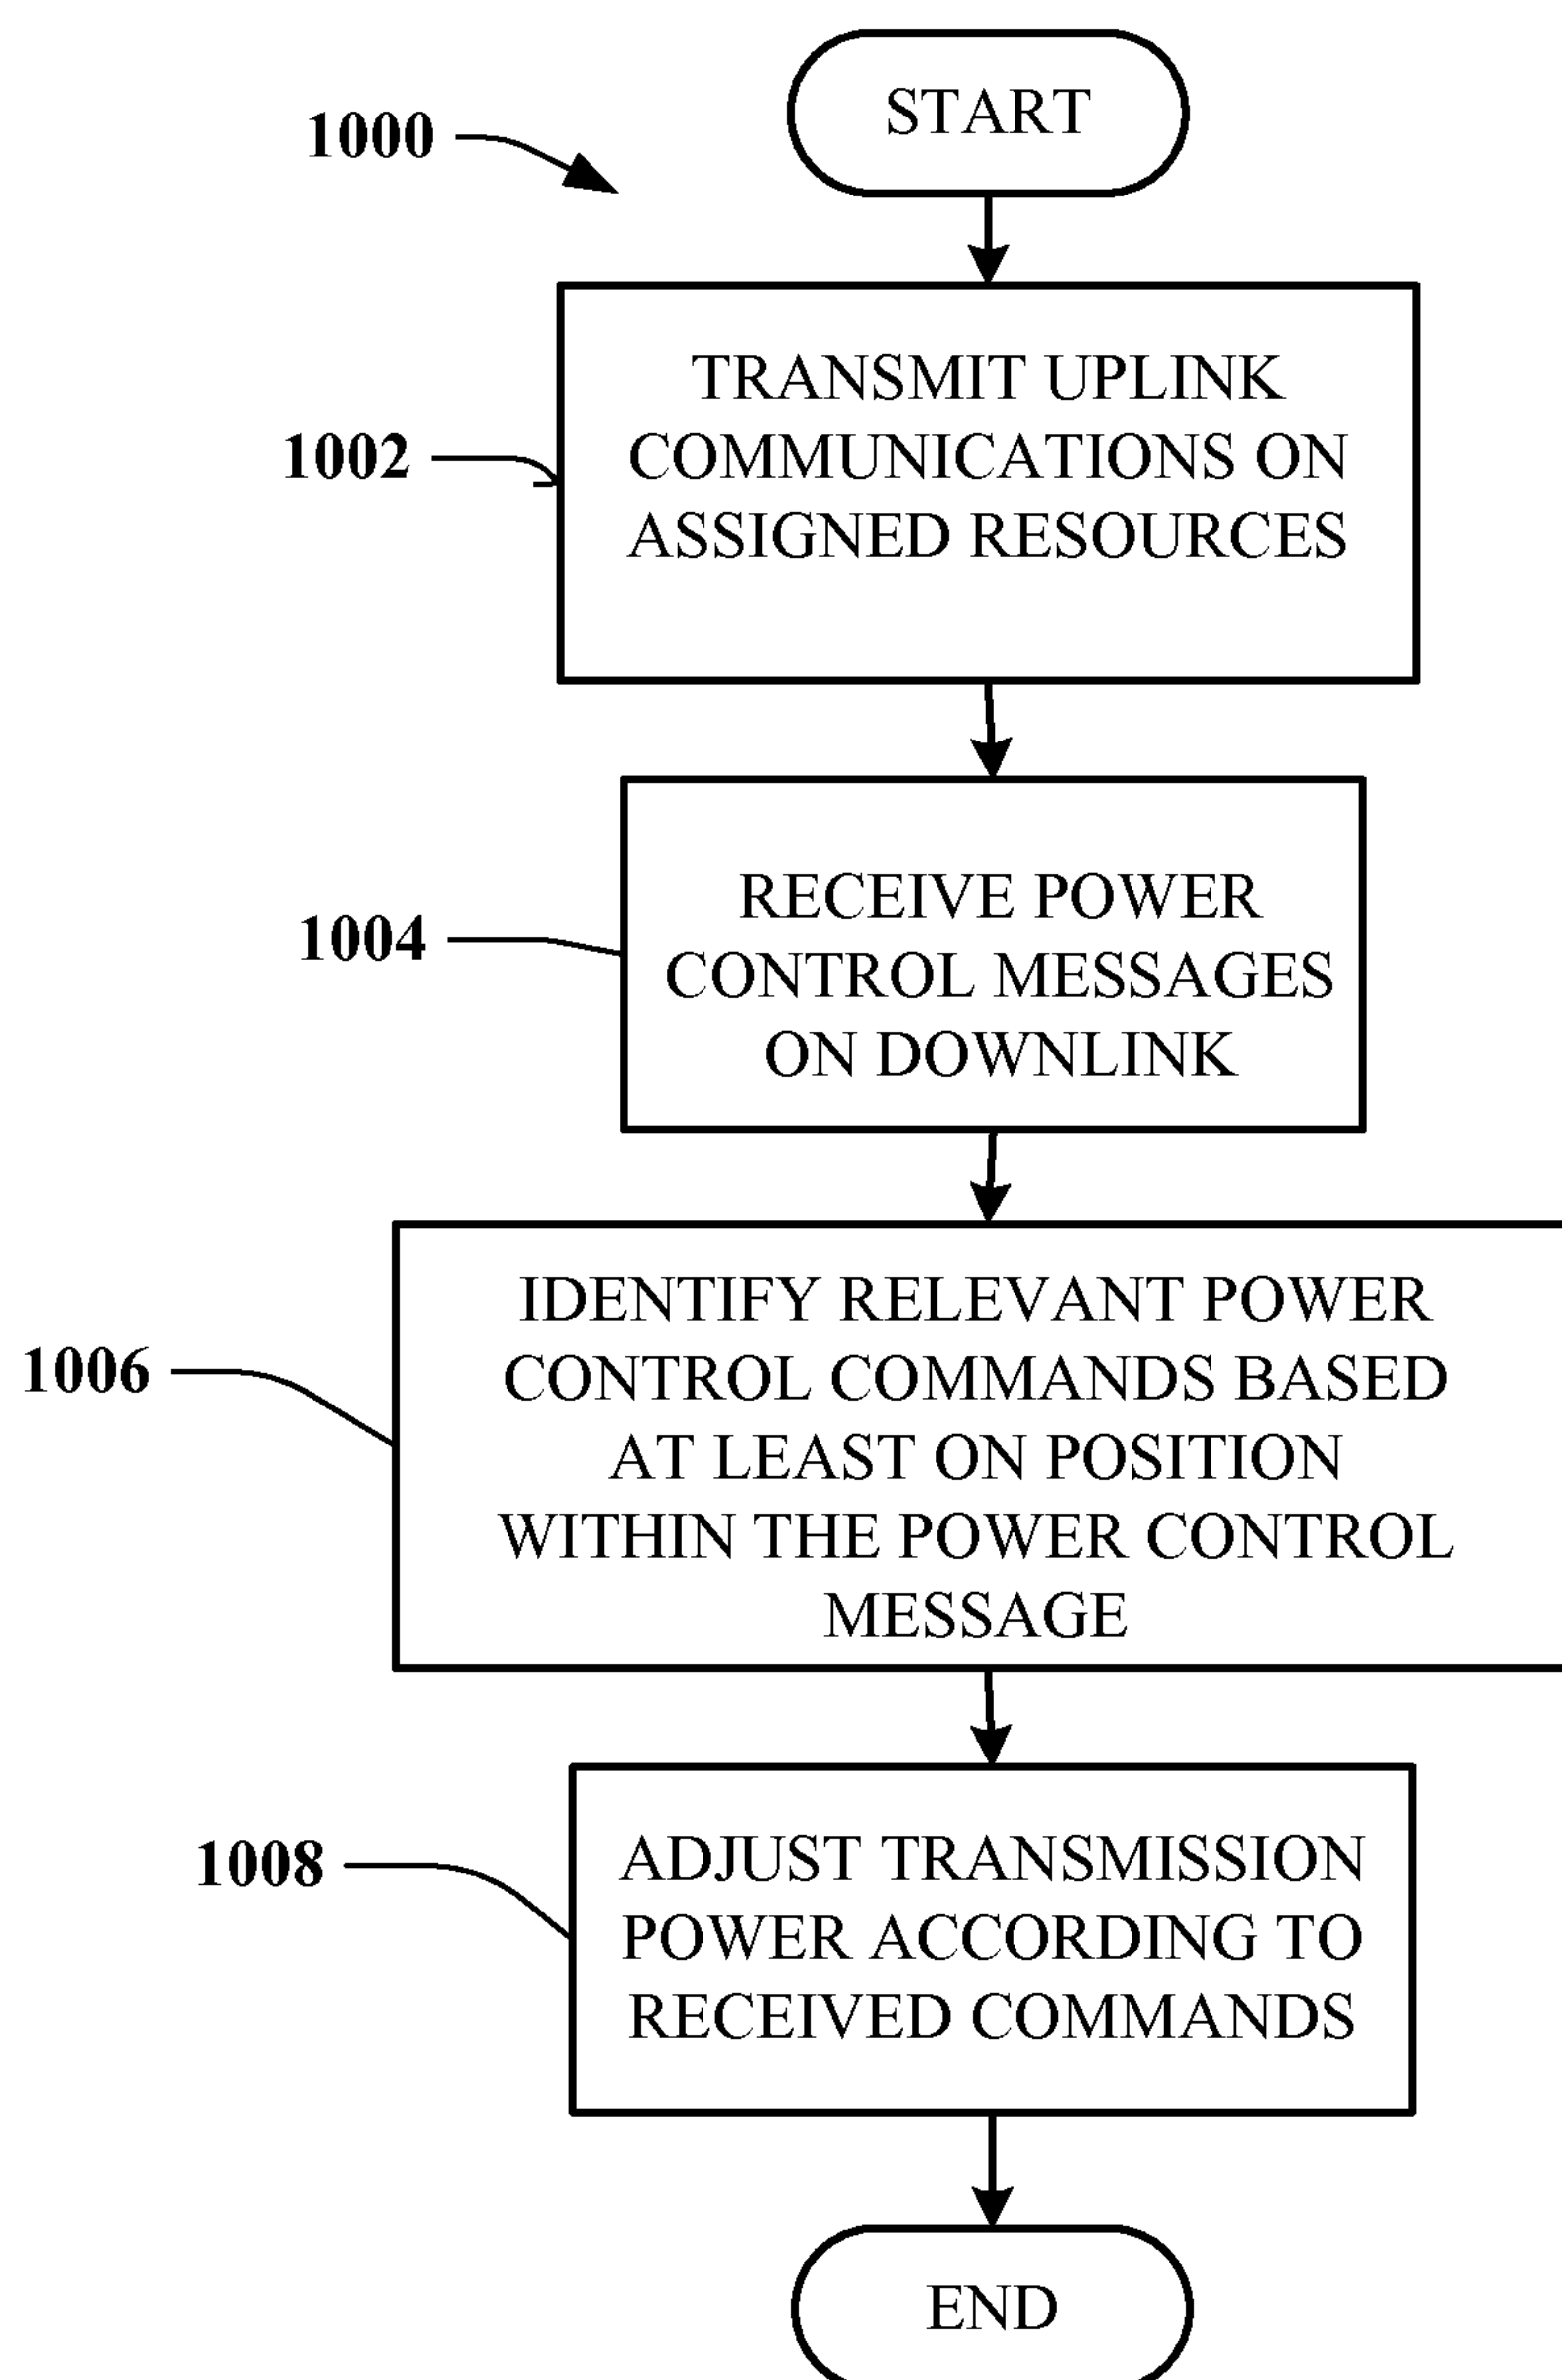 START
1000
TRANSMIT UPLINK
COMMUNICATIONS ON
ASSIGNED RESOURCES
1002
RECEIVE POWER
CONTROL MESSAGES
ON DOWNLINK
1004
IDENTIFY RELEVANT POWER
CONTROL COMMANDS BASED
AT LEAST ON POSITION
WITHIN THE POWER CONTROL
MESSAGE
1006
ADJUST TRANSMISSION
POWER ACCORDING TO
RECEIVED COMMANDS
1008
END